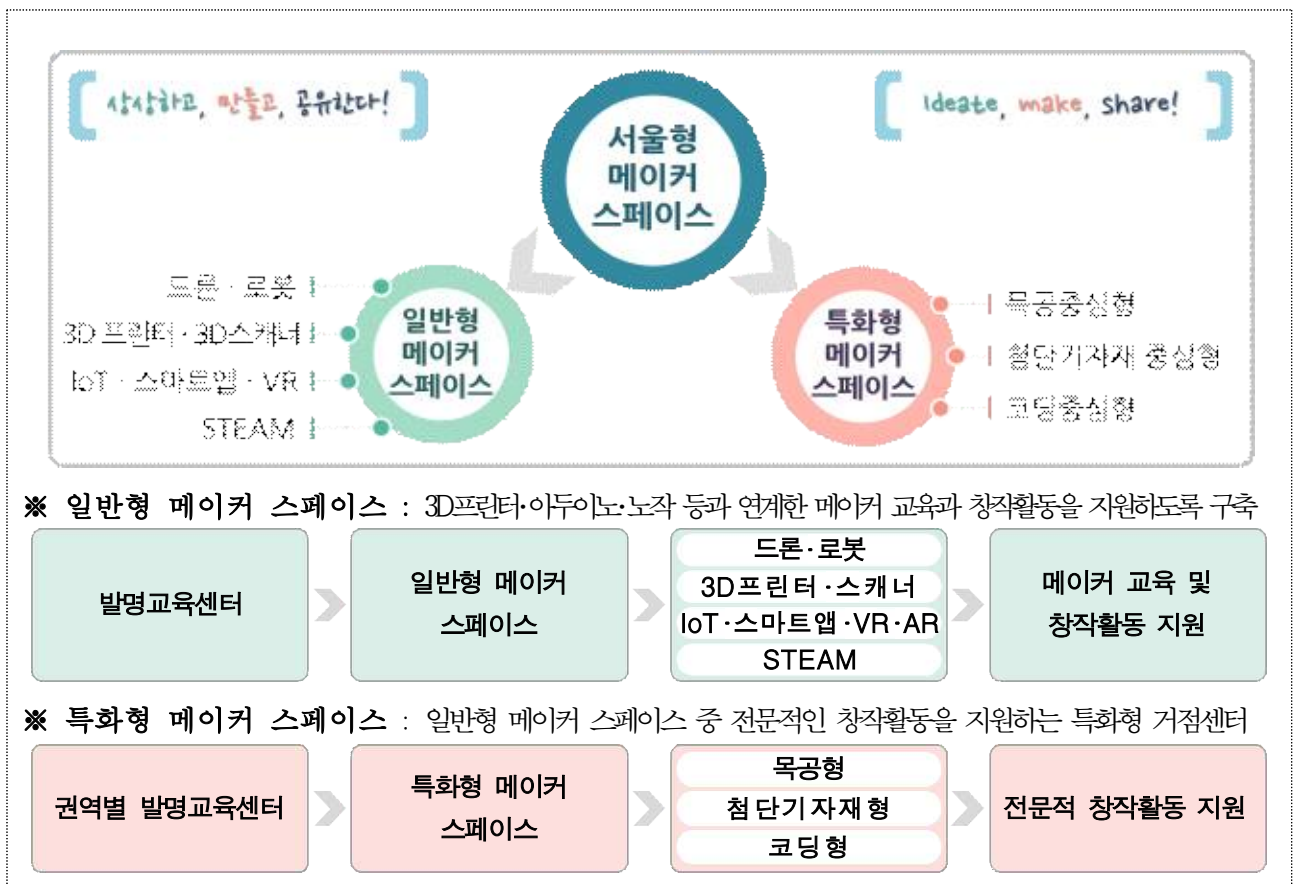 상상하고, 만들고, 공유한다!
Ideate, make, share!
서울형
메이커
스페이스
드론 · 로봇
3D 프린터 · 3D스캐너
IoT · 스마트앱 · VR
STEAM
일반형
메이커
스페이스
특화형
메이커
스페이스
목공중심형
첨단기자재 중심형
코딩중심형
※ 일반형 메이커 스페이스 : 3D프린터·아두이노·노작 등과 연계한 메이커 교육과 창작활동을 지원하도록 구축
발명교육센터
일반형 메이커
스페이스
드론·로봇
3D프린터·스캐너
IoT·스마트앱·VR·AR
STEAM
메이커 교육 및
창작활동 지원
※ 특화형 메이커 스페이스 : 일반형 메이커 스페이스 중 전문적인 창작활동을 지원하는 특화형 거점센터
권역별 발명교육센터
특화형 메이커
스페이스
목공형
첨단기자재형
코딩형
전문적 창작활동 지원